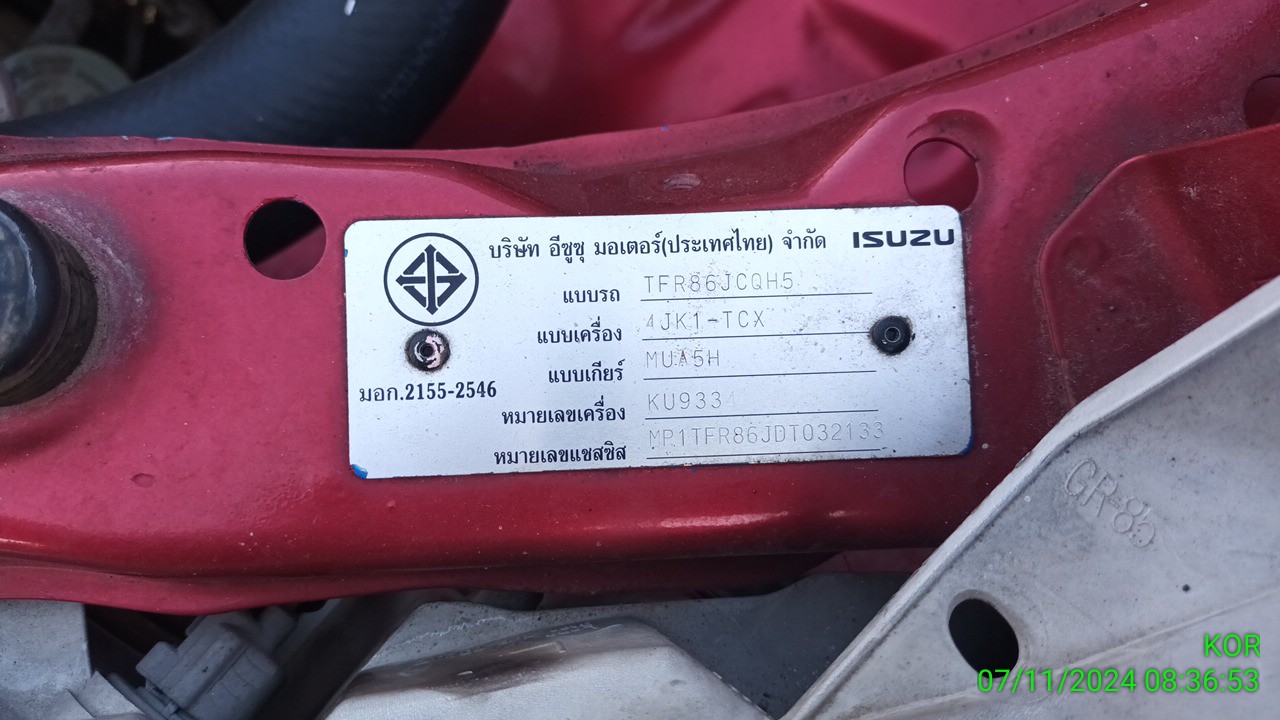 บริษัท อีซูซุ มอเตอร์(ประเทศไทย) จำกัด ISUZU
แบบรถ TFR86JCQH5
แบบเครื่อง 4JK1-TCX
แบบเกียร์ MUA5H
มอก.2155-2546
หมายเลขเครื่อง
หมายเลขแชสซิส MP1TFR86JDT032133
GR-85
KOR
07/11/2024 08:36:53